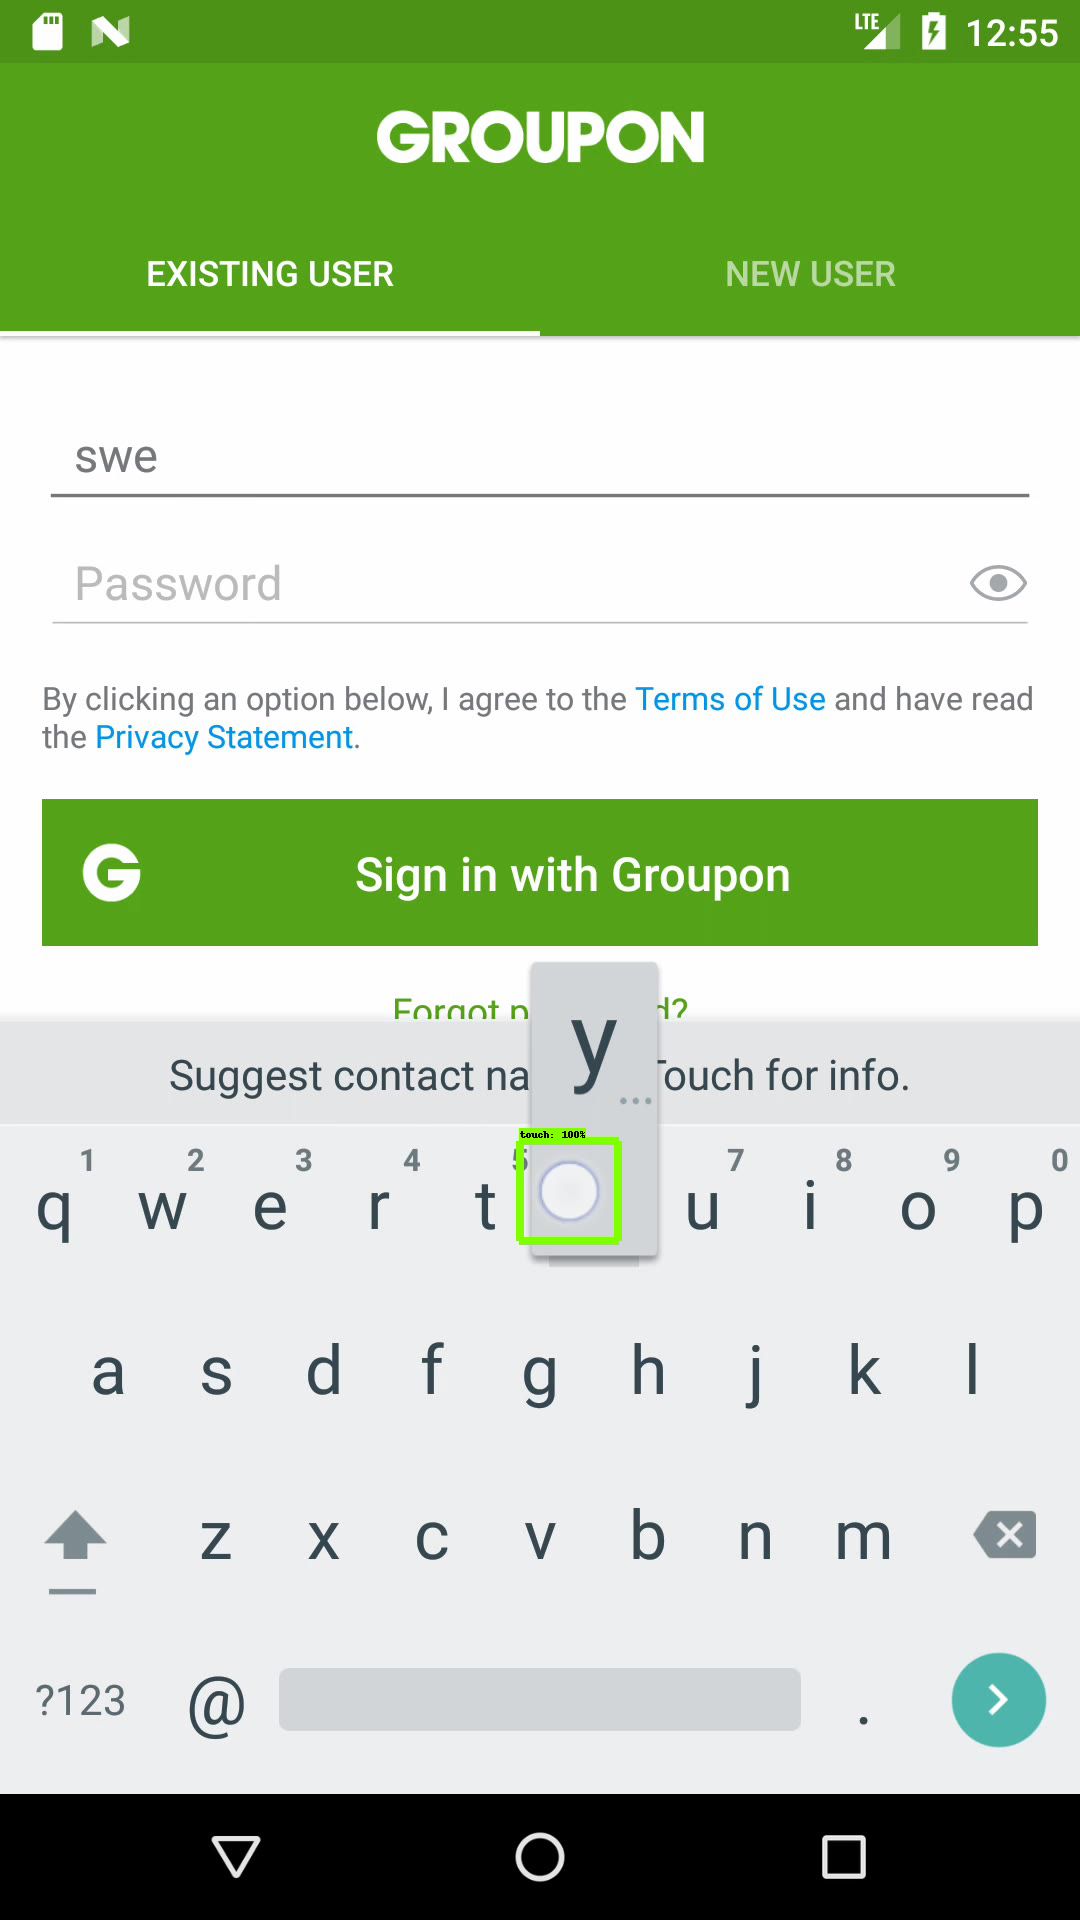 LTE 12:55
GROUPON
EXISTING USER NEW USER
swe
Password
By clicking an option below, I agree to the Terms of Use and have read
the Privacy Statement.
G Sign in with Groupon
Forgot p d?
Suggest contact na Touch for info.
y
...
touch: 100%
1 2 3 4 5 7 8 9 0
q w e r t u i o p
a s d f g h j k l
z x c v b n m
?123 @ .